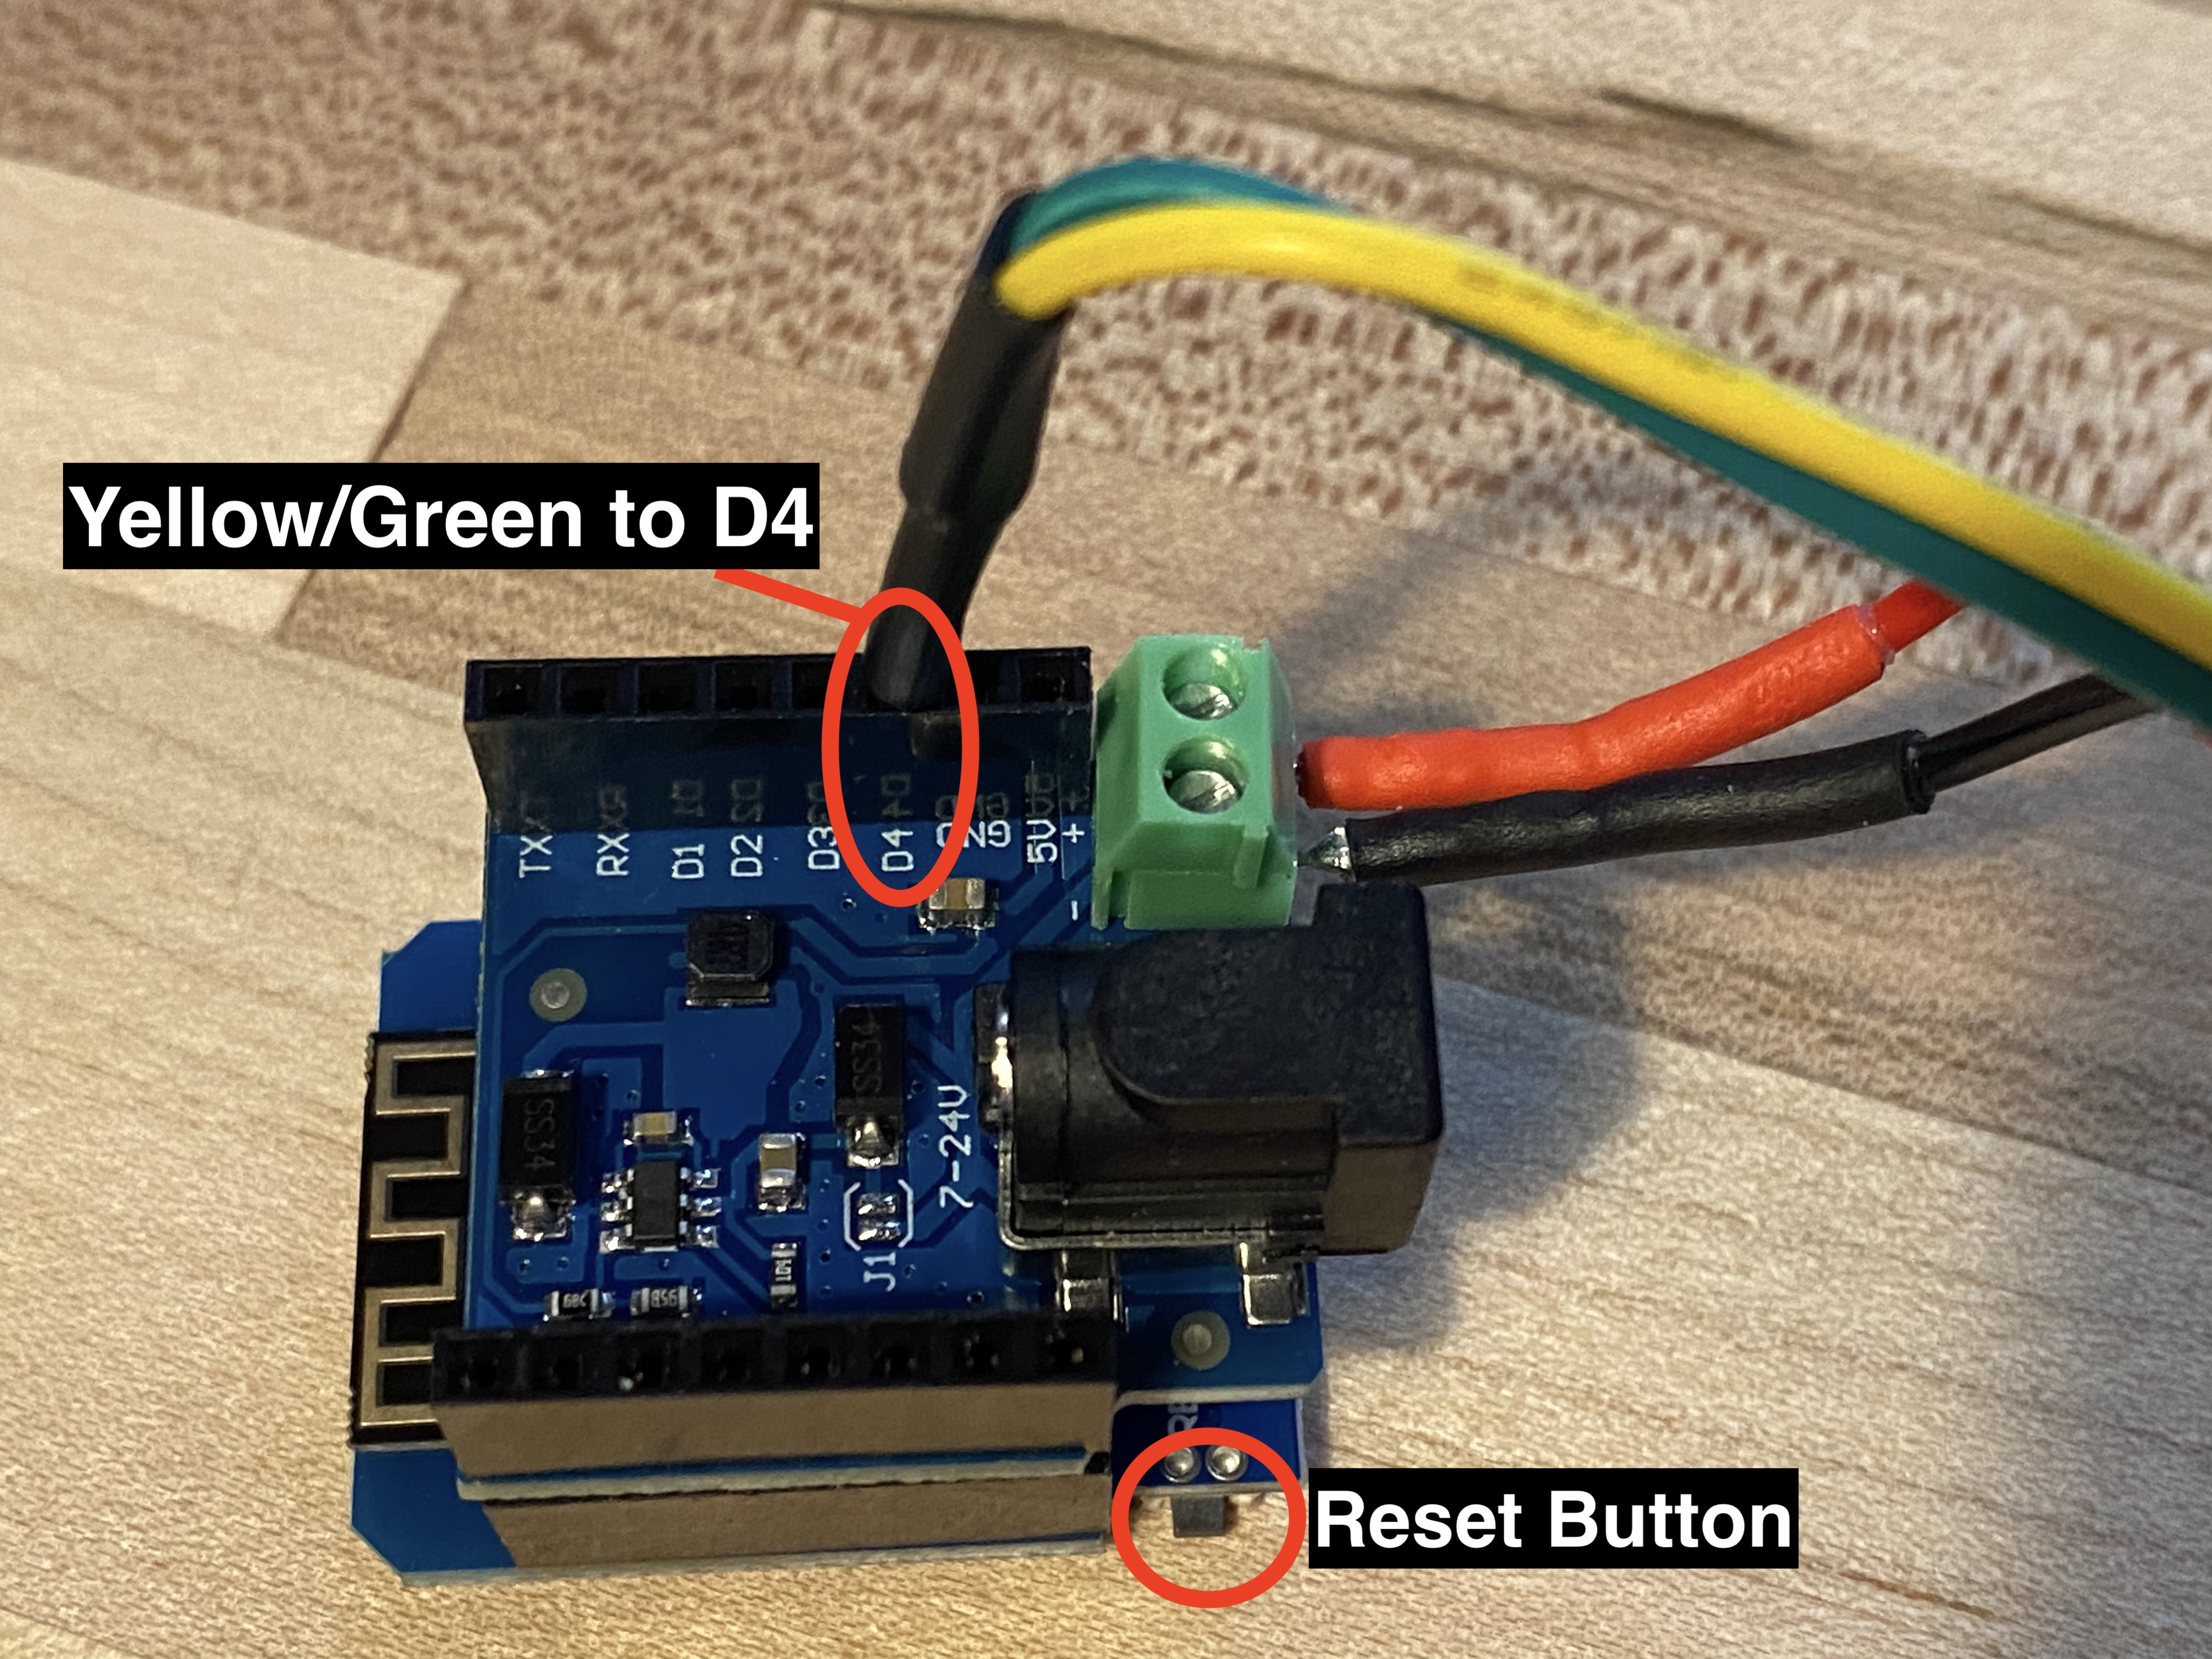 Yellow/Green to D4
TX
RX
D1
D2
D3
D4
5V
+
-
SS34
SS34
7-24V
J1
Reset Button